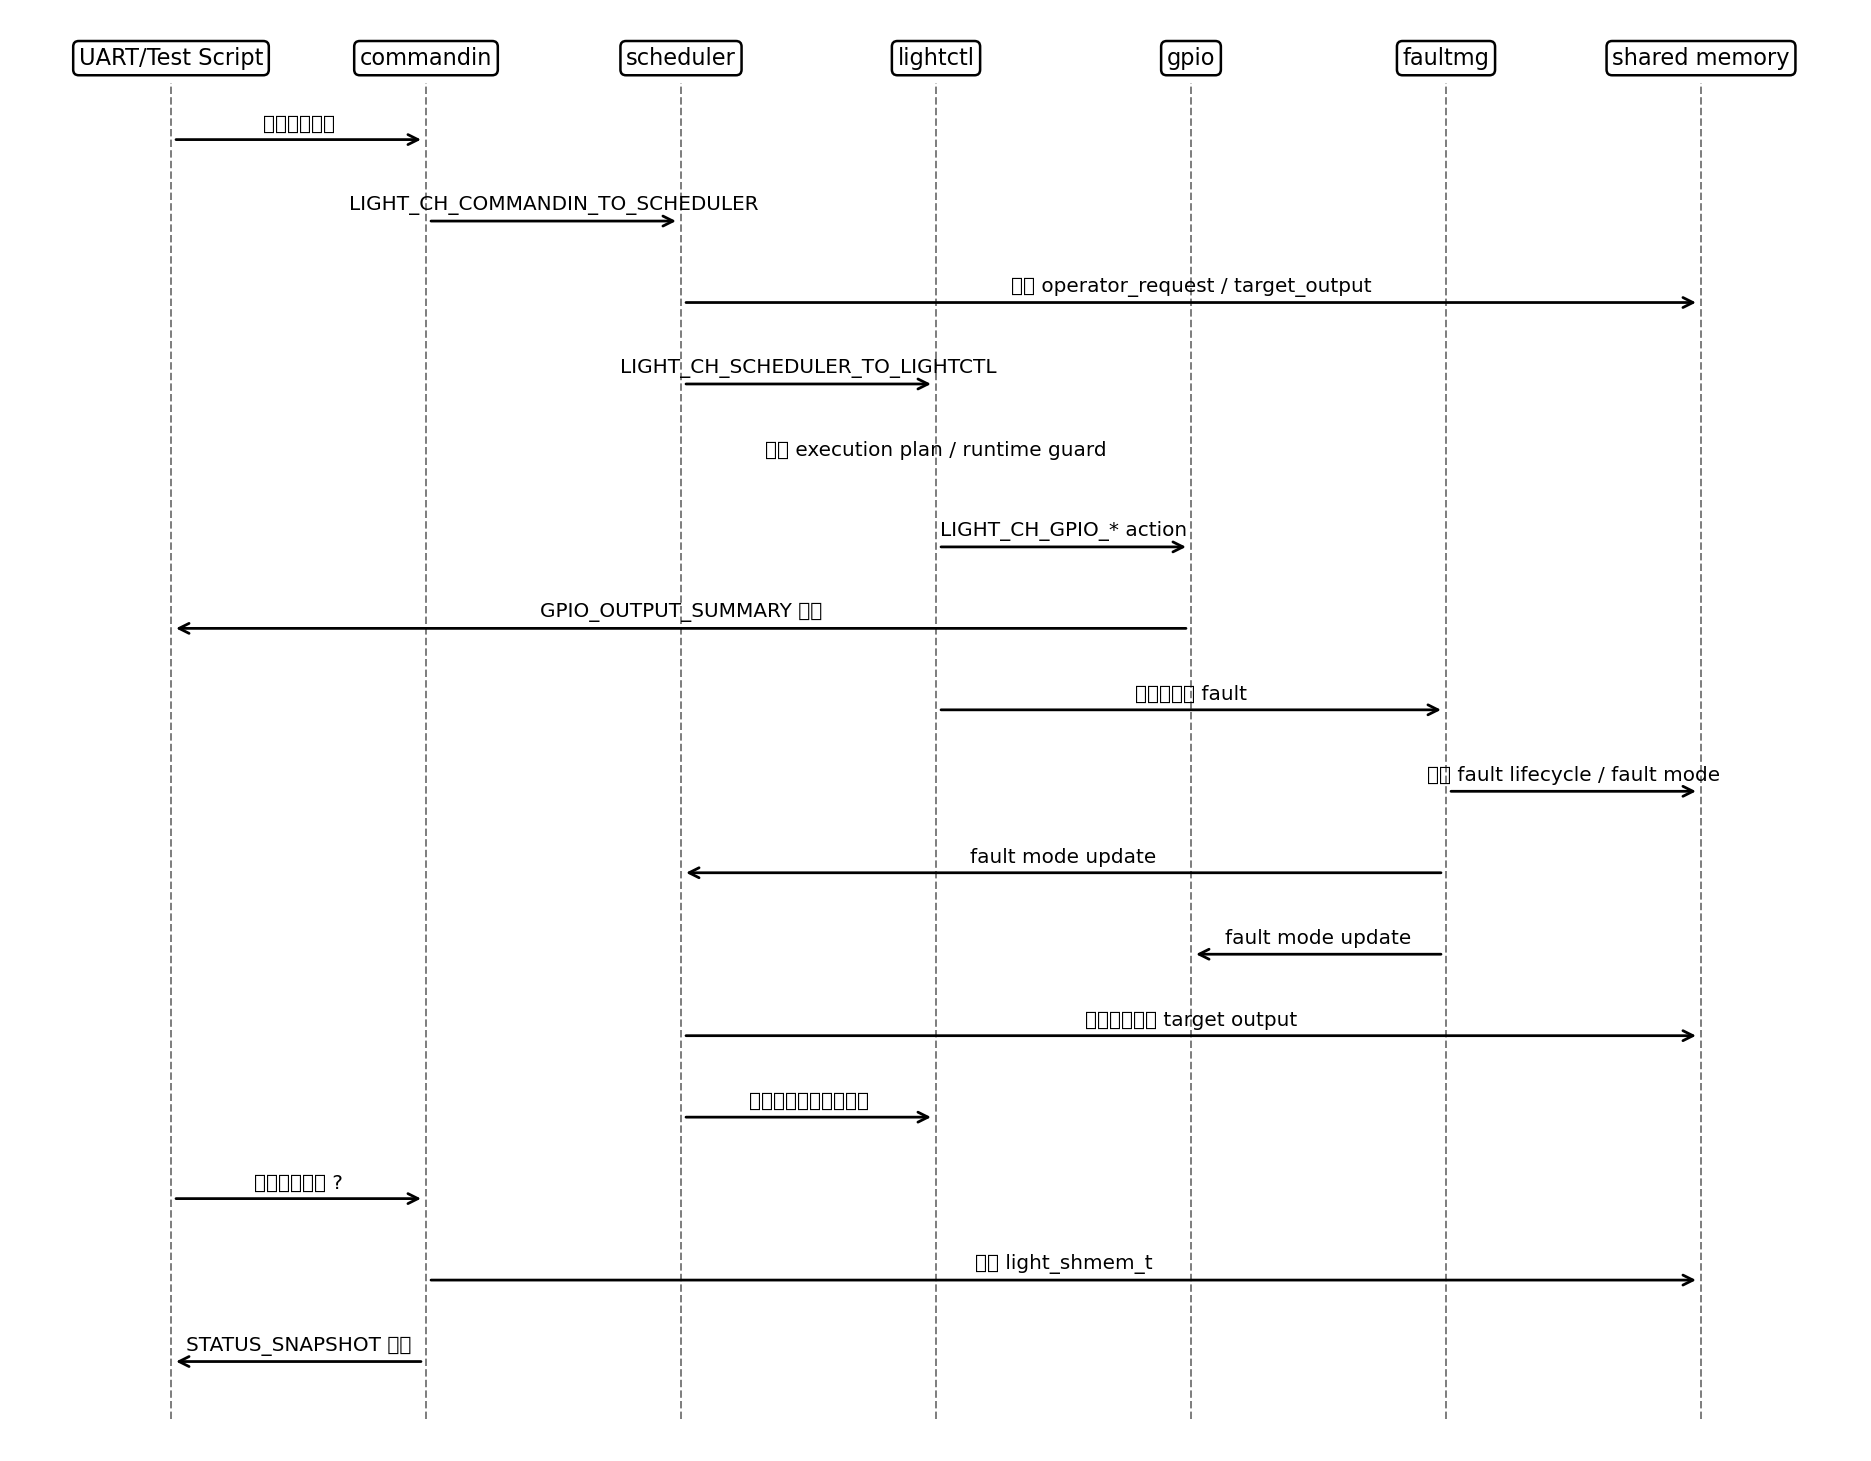 UART/Test Script
commandin
scheduler
lightctl
gpio
faultmg
shared memory
LIGHT_CH_COMMANDIN_TO_SCHEDULER
operator_request / target_output
LIGHT_CH_SCHEDULER_TO_LIGHTCTL
execution plan / runtime guard
LIGHT_CH_GPIO_* action
GPIO_OUTPUT_SUMMARY
fault
fault lifecycle / fault mode
fault mode update
fault mode update
target output
?
light_shmem_t
STATUS_SNAPSHOT